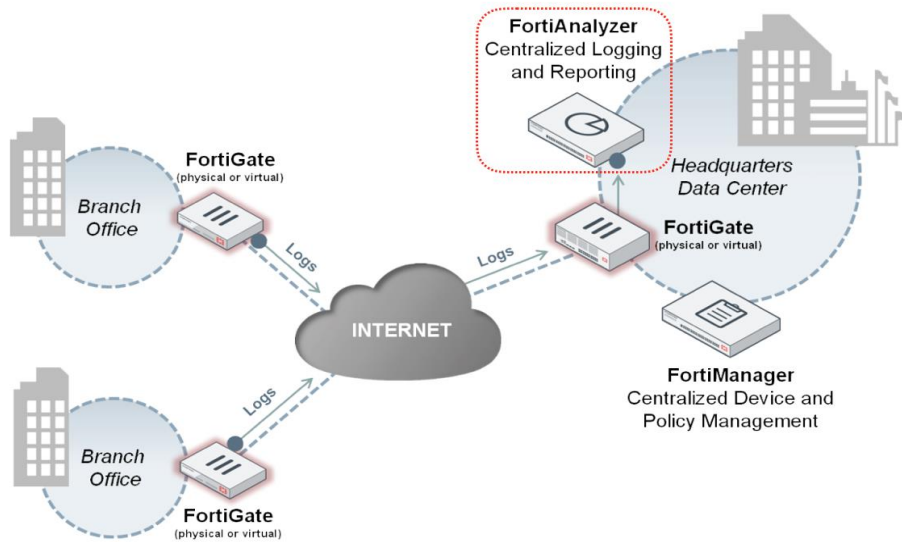 FortiAnalyzer
Centralized Logging
and Reporting
FortiGate
(physical or virtual)
Branch
Office
Logs
Headquarters
Data Center
FortiGate
(physical or virtual)
Logs
INTERNET
FortiManager
Centralized Device and
Policy Management
Logs
Branch
Office
FortiGate
(physical or virtual)